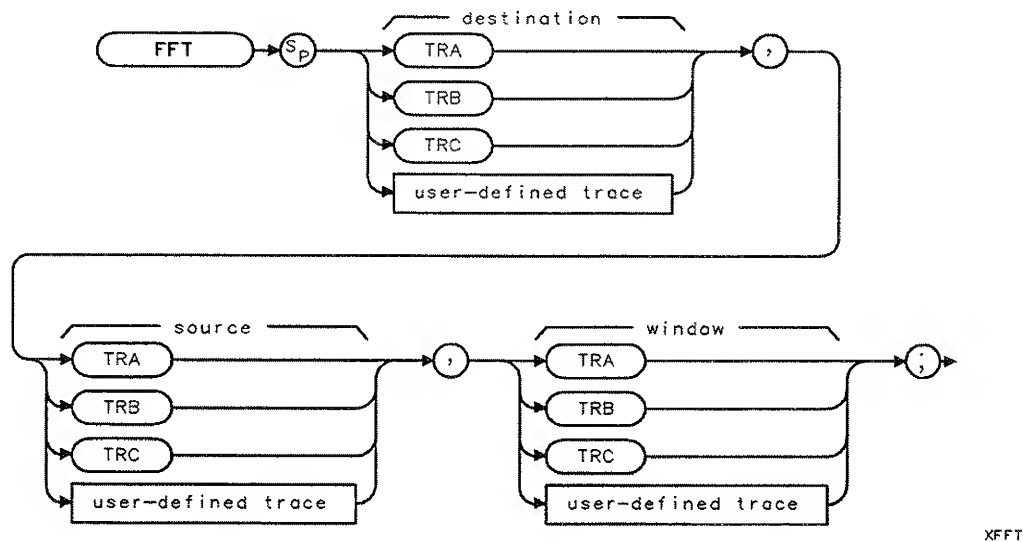 destination
FFT SP TRA ,
TRB
TRC
user-defined trace
source window
TRA , TRA ;
TRB TRB
TRC TRC
user-defined trace user-defined trace
XFFT